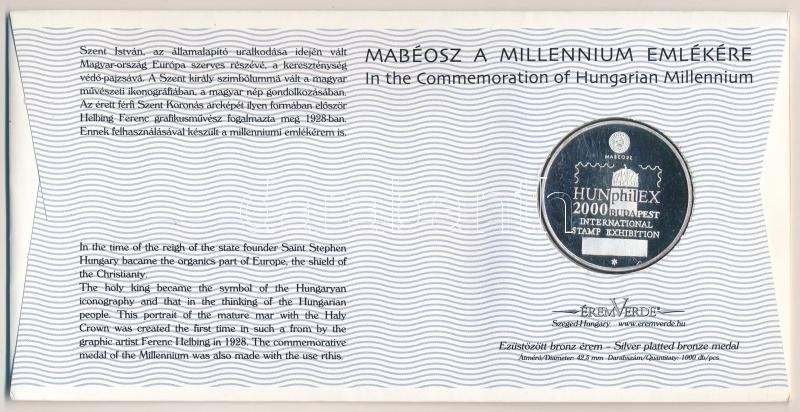 Szent István, az államalapító uralkodása idején vált
Magyar-ország Európa szerves részévé, a kereszténység
védő-pajzsává. A Szent király szimbólummá vált a magyar
művészeti ikonográfiában, a magyar nép gondolkozásában.
Az érett férfi Szent Koronás arcképét ilyen formában először
Helbing Ferenc grafikusművész fogalmazta meg 1928-ban.
Ennek felhasználásával készült a millenniumi emlékérem is.
In the time of the reigh of the state founder Saint Stephen
Hungary bacame the organics part of Europe, the shield of
the Christianty.
The holy king became the symbol of the Hungaryan
iconography and that in the thinking of the Hungarian
people. This portrait of the mature mar with the Haly
Crown was created the first time in such a from by the
graphic artist Ferenc Helbing in 1928. The commemorative
medal of the Millennium was also made with the use rthis.
MABÉOSZ A MILLENNIUM EMLÉKÉRE
In the Commemoration of Hungarian Millennium
MABÉOSZ
HUNphilEX
2000 BUDAPEST
INTERNATIONAL
STAMP EXHIBITION
ÉREMVERDE
Szeged-Hungary www.eremverde.hu
Ezüstözött bronz érem – Silver platted bronze medal
Átmérő/Diameter: 42,5 mm Darabszám/Quantitaty: 1000 db/pcs